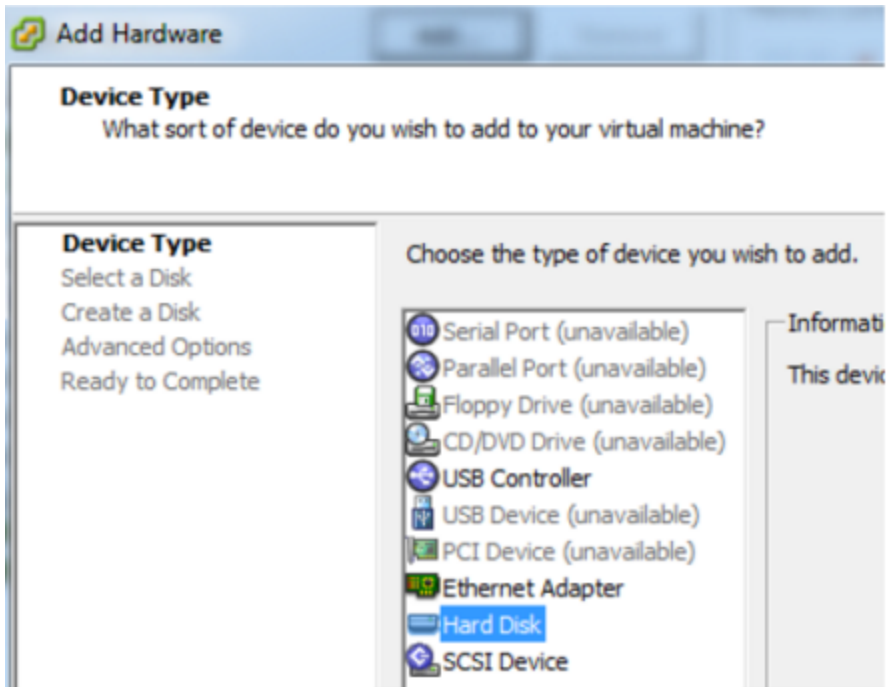 Add Hardware
Device Type
What sort of device do you wish to add to your virtual machine?
Device Type
Select a Disk
Create a Disk
Advanced Options
Ready to Complete
Choose the type of device you wish to add.
Serial Port (unavailable)
Parallel Port (unavailable)
Floppy Drive (unavailable)
CD/DVD Drive (unavailable)
USB Controller
USB Device (unavailable)
PCI Device (unavailable)
Ethernet Adapter
Hard Disk
SCSI Device
Informati
This devic